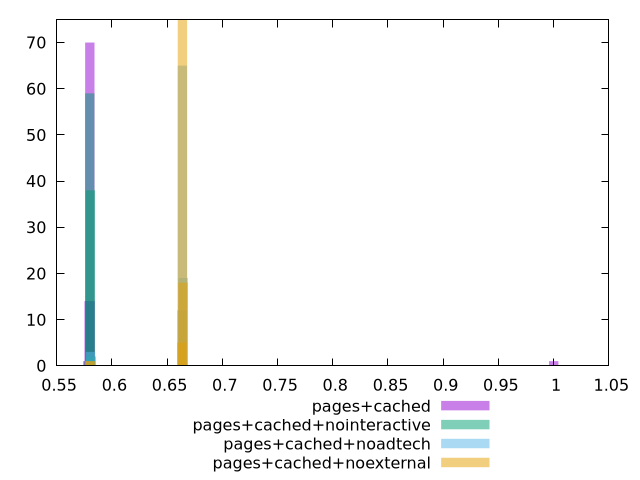 70
60
50
40
30
20
10
0
0.55 0.6 0.65 0.7 0.75 0.8 0.85 0.9 0.95 1 1.05
pages+cached
pages+cached+nointeractive
pages+cached+noadtech
pages+cached+noexternal